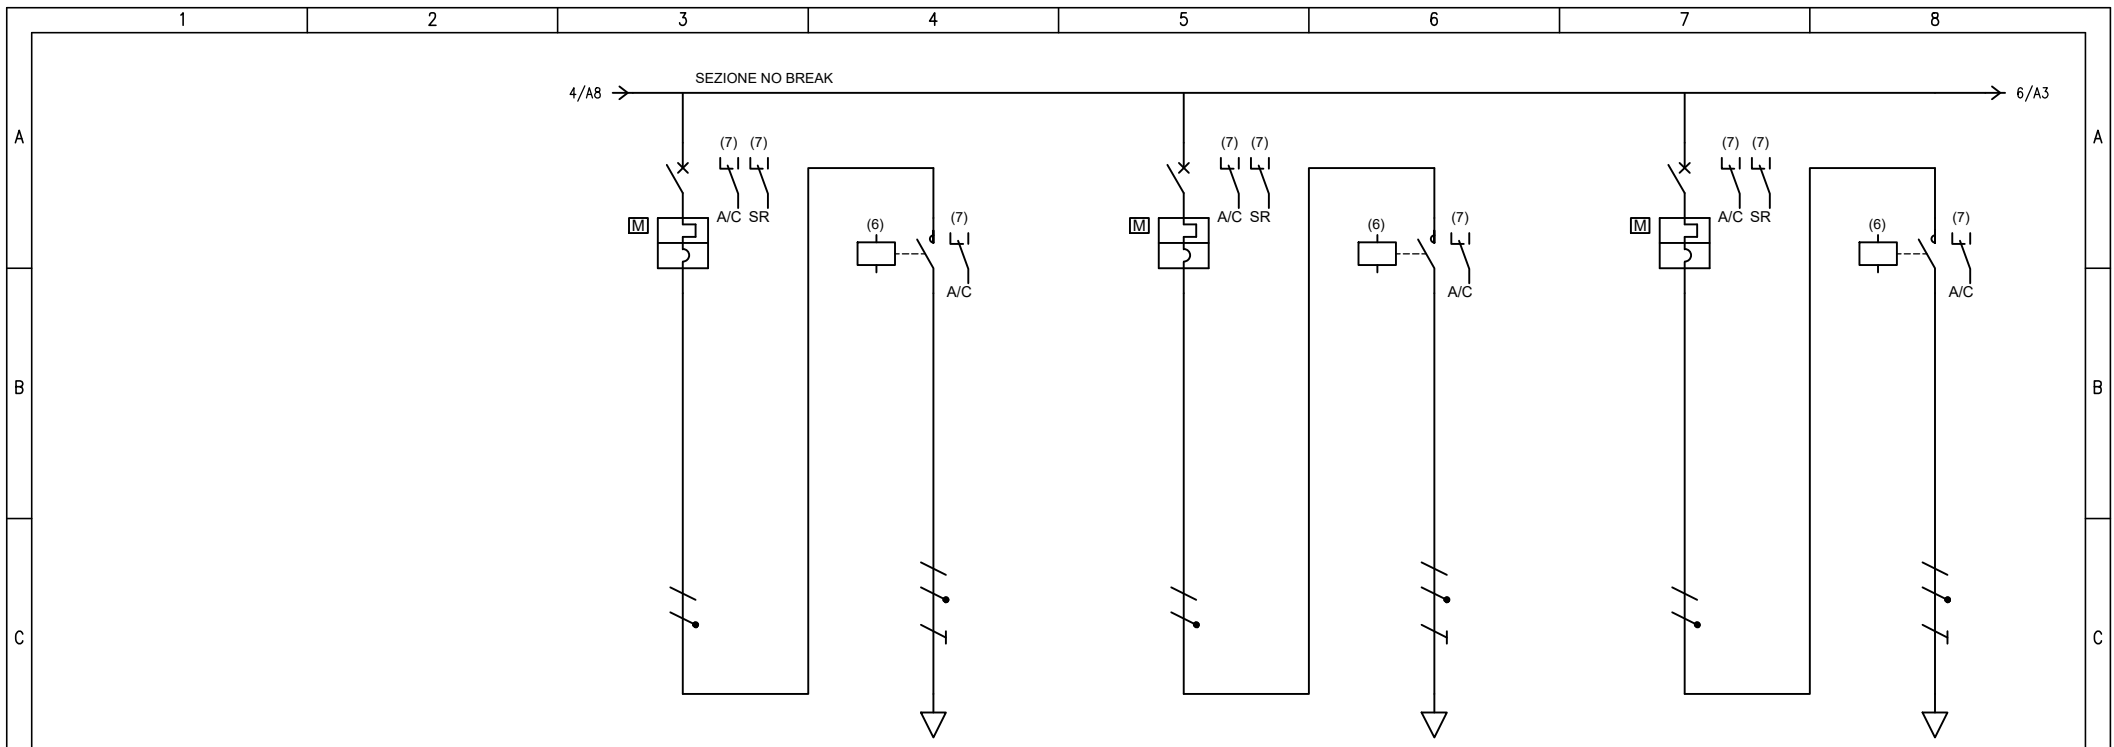 1 2 3 4 5 6 7 8
SEZIONE NO BREAK
4/A8 6/A3
A A
(7) (7) (7) (7) (7) (7)
A/C SR A/C SR A/C SR
M (6) (7) M (6) (7) M (6) (7)
A/C A/C A/C
B B
C C